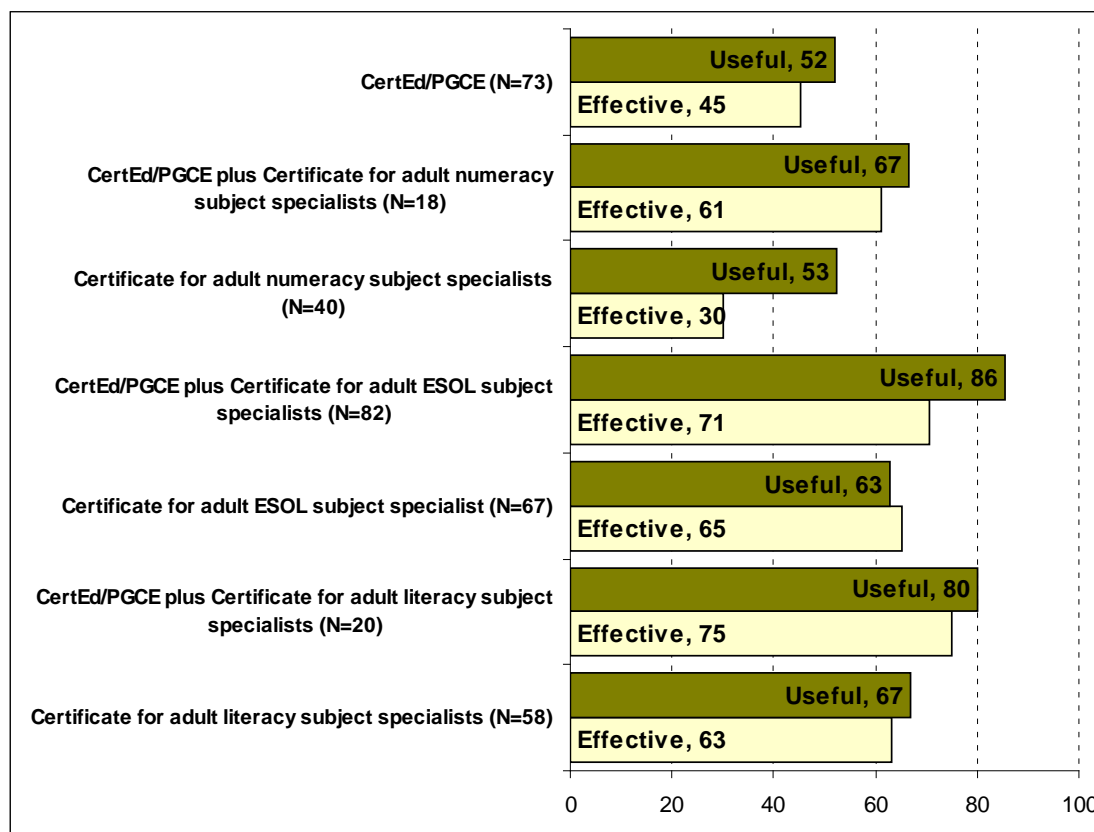 CertEd/PGCE (N=73)
Useful, 52
Effective, 45
CertEd/PGCE plus Certificate for adult numeracy
subject specialists (N=18)
Useful, 67
Effective, 61
Certificate for adult numeracy subject specialists
(N=40)
Useful, 53
Effective, 30
CertEd/PGCE plus Certificate for adult ESOL subject
specialists (N=82)
Useful, 86
Effective, 71
Certificate for adult ESOL subject specialist (N=67)
Useful, 63
Effective, 65
CertEd/PGCE plus Certificate for adult literacy subject
specialists (N=20)
Useful, 80
Effective, 75
Certificate for adult literacy subject specialists (N=58)
Useful, 67
Effective, 63
0 20 40 60 80 100